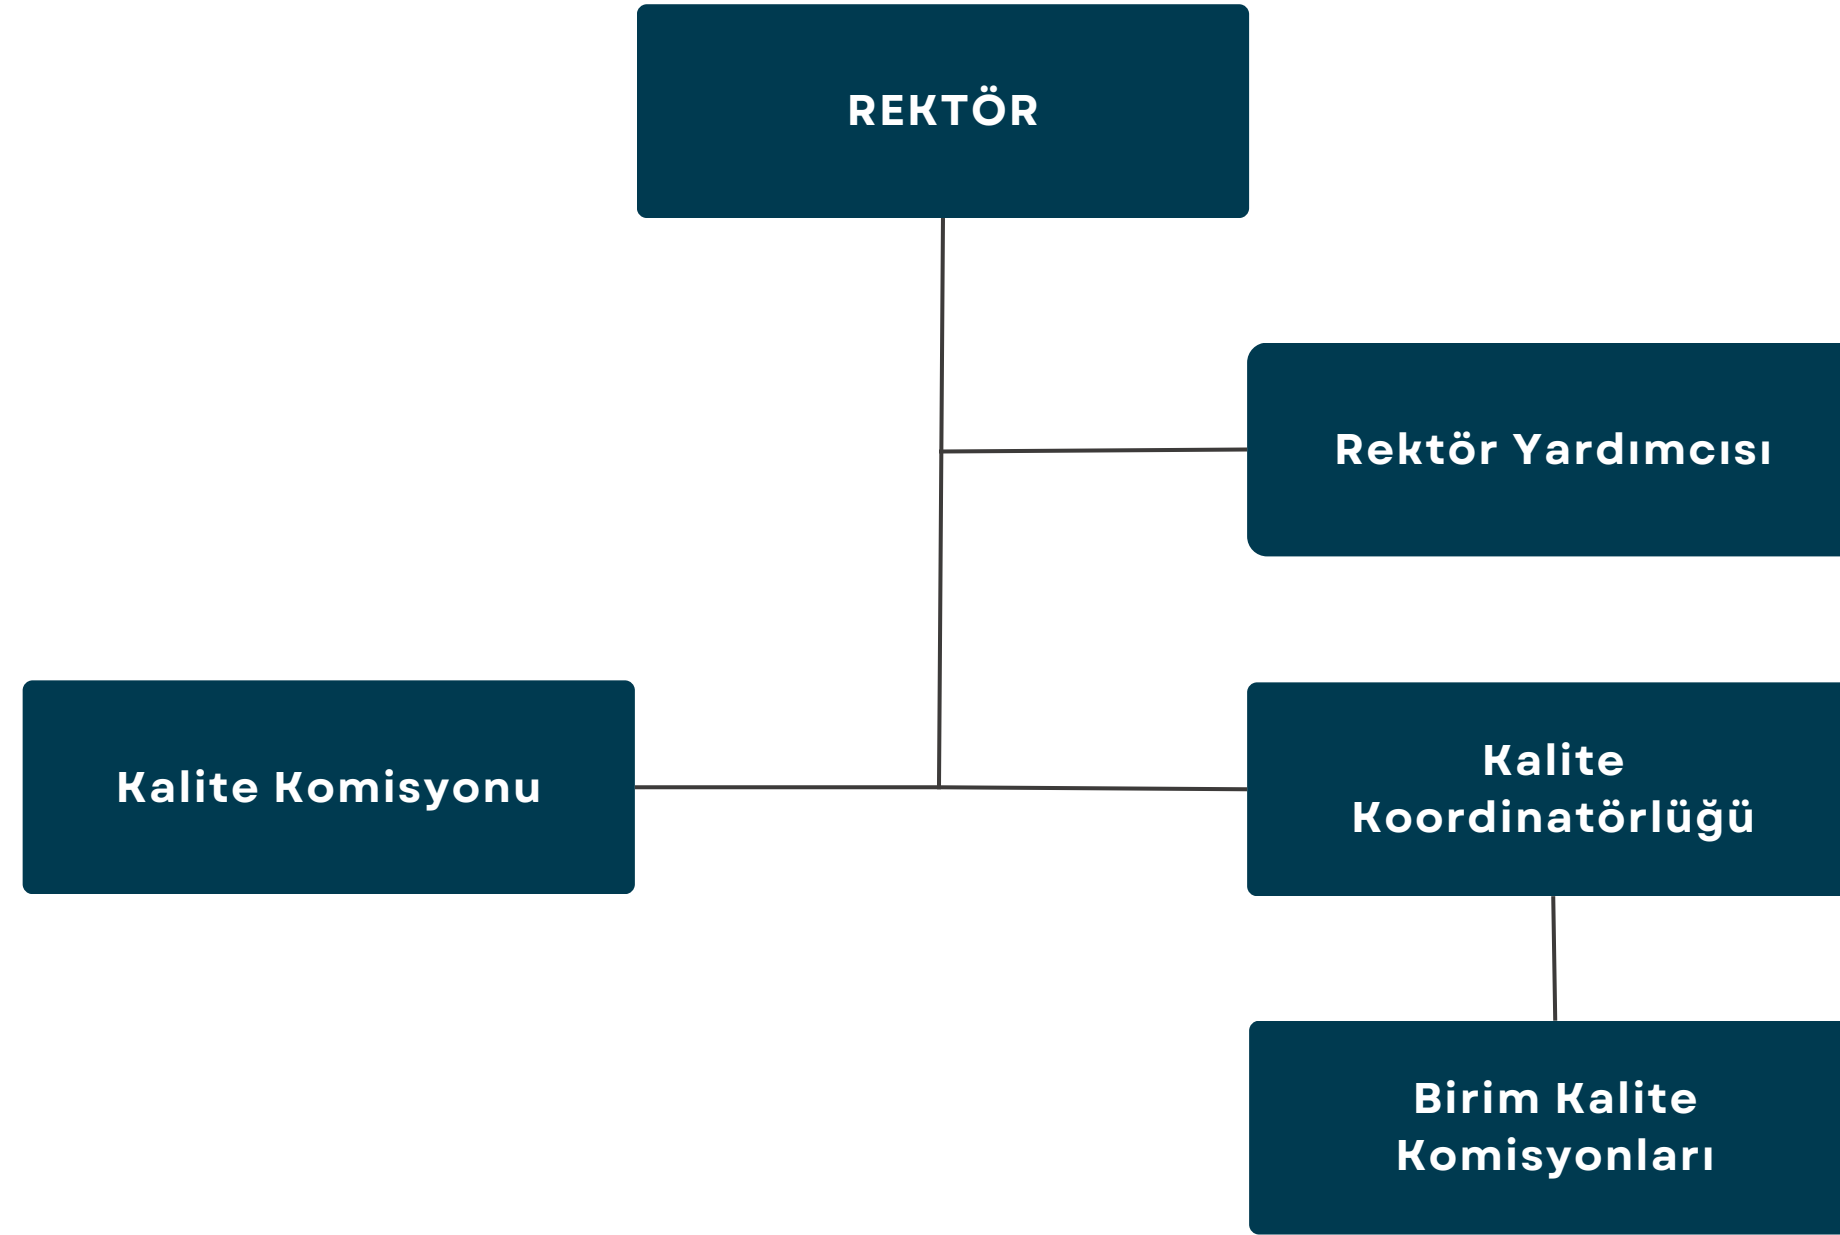 REKTÖR
Rektör Yardımcısı
Kalite Komisyonu
Kalite
Koordinatörlüğü
Birim Kalite
Komisyonları